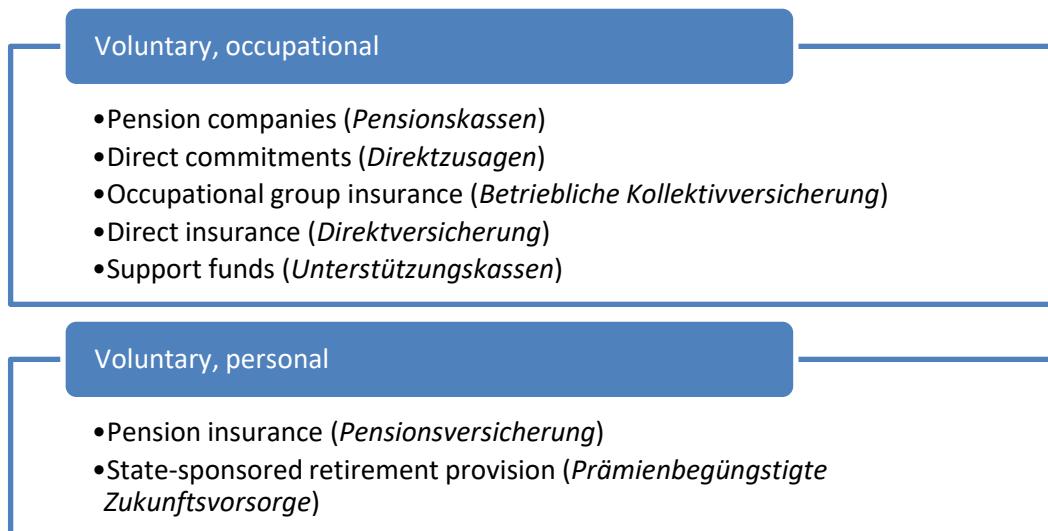 Voluntary, occupational
•Pension companies (Pensionskassen)
•Direct commitments (Direktzusagen)
•Occupational group insurance (Betriebliche Kollektivversicherung)
•Direct insurance (Direktversicherung)
•Support funds (Unterstützungskassen)
Voluntary, personal
•Pension insurance (Pensionsversicherung)
•State-sponsored retirement provision (Prämienbegüngstigte
Zukunftsvorsorge)